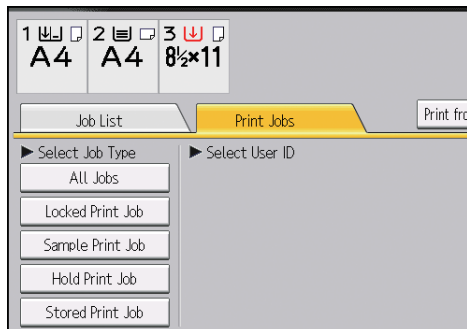 1 2 3
A4 A4 8½×11
Job List Print Jobs Print fro
▶ Select Job Type ▶ Select User ID
All Jobs
Locked Print Job
Sample Print Job
Hold Print Job
Stored Print Job